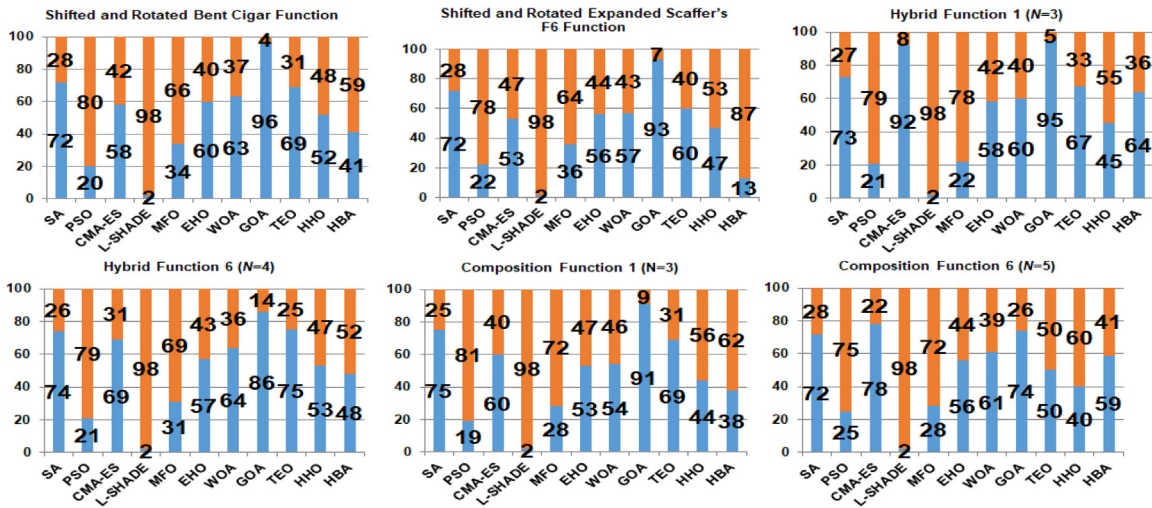 Shifted and Rotated Bent Cigar Function
100
80
60
40
20
0
28 80 42 98 66 40 37 4 31 48 59
72 20 58 2 34 60 63 96 69 52 41
SA PSO CMA-ES L-SHADE MFO EHO WOA GOA TEO HHO HBA
Shifted and Rotated Expanded Scaffer's
F6 Function
100
80
60
40
20
0
28 78 47 98 64 44 43 7 40 53 87
72 22 53 2 36 56 57 93 60 47 13
SA PSO CMA-ES L-SHADE MFO EHO WOA GOA TEO HHO HBA
Hybrid Function 1 (N=3)
100
80
60
40
20
0
27 79 8 98 78 42 40 5 33 55 36
73 21 92 2 22 58 60 95 67 45 64
SA PSO CMA-ES L-SHADE MFO EHO WOA GOA TEO HHO HBA
Hybrid Function 6 (N=4)
100
80
60
40
20
0
26 79 31 98 69 43 36 14 25 47 52
74 21 69 2 31 57 64 86 75 53 48
SA PSO CMA-ES L-SHADE MFO EHO WOA GOA TEO HHO HBA
Composition Function 1 (N=3)
100
80
60
40
20
0
25 81 40 98 72 47 46 9 31 56 62
75 19 60 2 28 53 54 91 69 44 38
SA PSO CMA-ES L-SHADE MFO EHO WOA GOA TEO HHO HBA
Composition Function 6 (N=5)
100
80
60
40
20
0
28 75 22 98 72 44 39 26 50 60 41
72 25 78 2 28 56 61 74 50 40 59
SA PSO CMA-ES L-SHADE MFO EHO WOA GOA TEO HHO HBA